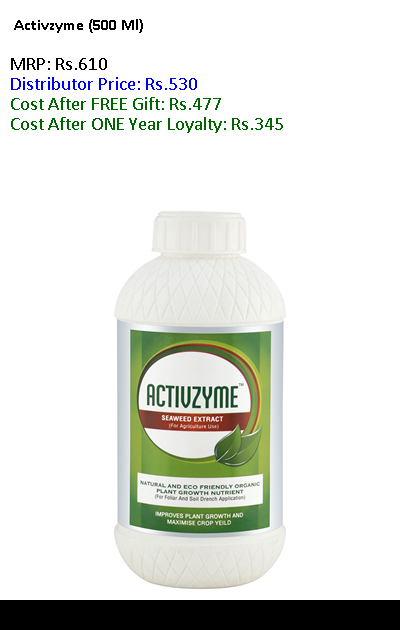 Activzyme (500 Ml)
MRP: Rs.610
Distributor Price: Rs.530
Cost After FREE Gift: Rs.477
Cost After ONE Year Loyalty: Rs.345
ACTIVZYME™
SEAWEED EXTRACT
(For Agriculture Use)
NATURAL AND ECO FRIENDLY ORGANIC
PLANT GROWTH NUTRIENT
(For Foliar And Soil Drench Application)
IMPROVES PLANT GROWTH AND
MAXIMISE CROP YEILD